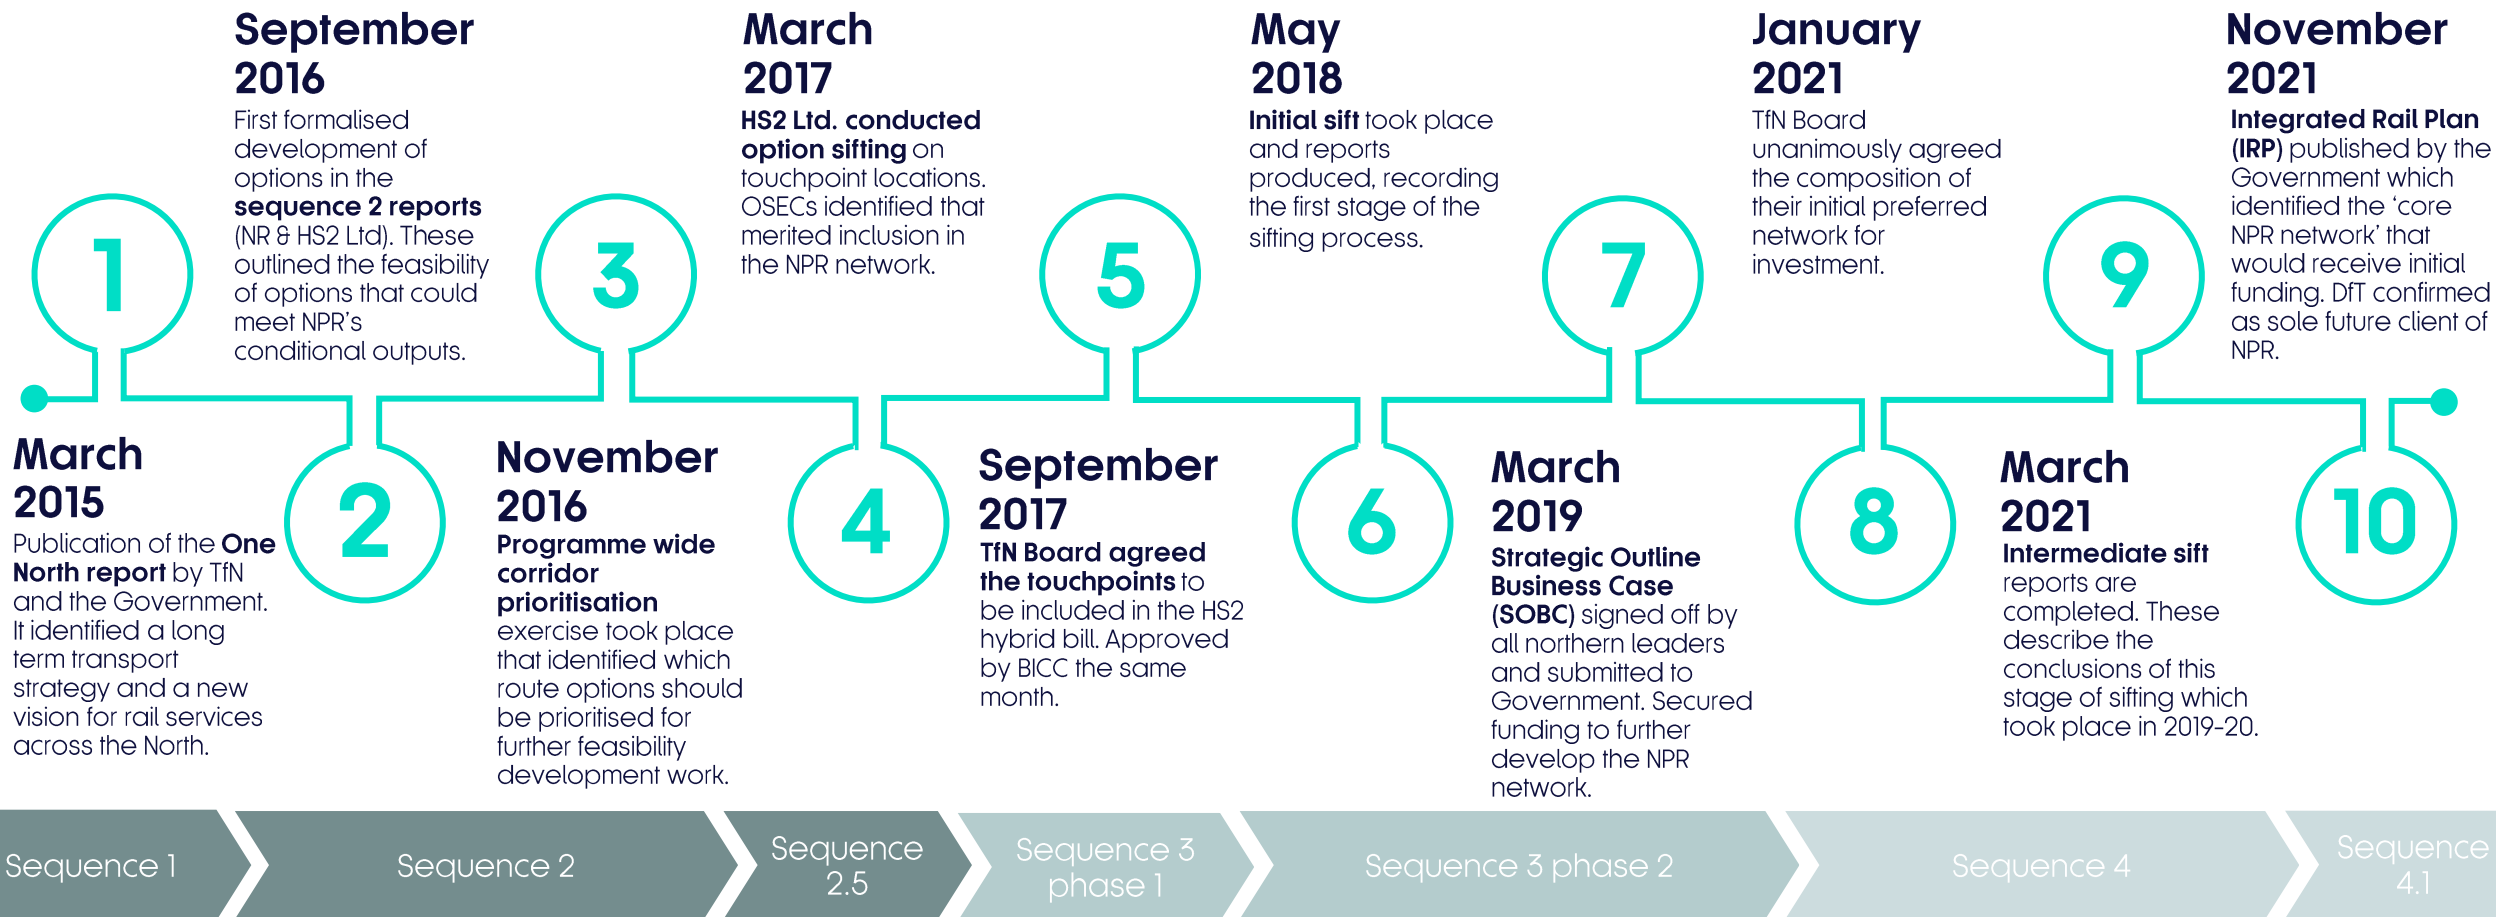 1
March
2015
Publication of the One
North report by TfN
and the Government.
It identified a long
term transport
strategy and a new
vision for rail services
across the North.
2
September
2016
First formalised
development of
options in the
sequence 2 reports
(NR & HS2 Ltd). These
outlined the feasibility
of options that could
meet NPR's
conditional outputs.
3
November
2016
Programme wide
corridor
prioritisation
exercise took place
that identified which
route options should
be prioritised for
further feasibility
development work.
4
March
2017
HS2 Ltd. conducted
option sifting on
touchpoint locations.
OSECs identified that
merited inclusion in
the NPR network.
5
September
2017
TfN Board agreed
the touchpoints to
be included in the HS2
hybrid bill. Approved
by BICC the same
month.
6
May
2018
Initial sift took place
and reports
produced, recording
the first stage of the
sifting process.
7
March
2019
Strategic Outline
Business Case
(SOBC) signed off by
all northern leaders
and submitted to
Government. Secured
funding to further
develop the NPR
network.
8
January
2021
TfN Board
unanimously agreed
the composition of
their initial preferred
network for
investment.
9
March
2021
Intermediate sift
reports are
completed. These
describe the
conclusions of this
stage of sifting which
took place in 2019-20.
10
November
2021
Integrated Rail Plan
(IRP) published by the
Government which
identified the 'core
NPR network' that
would receive initial
funding. DfT confirmed
as sole future client of
NPR.
Sequence 1
Sequence 2
Sequence
2.5
Sequence 3
phase 1
Sequence 3 phase 2
Sequence 4
Sequence
4.1